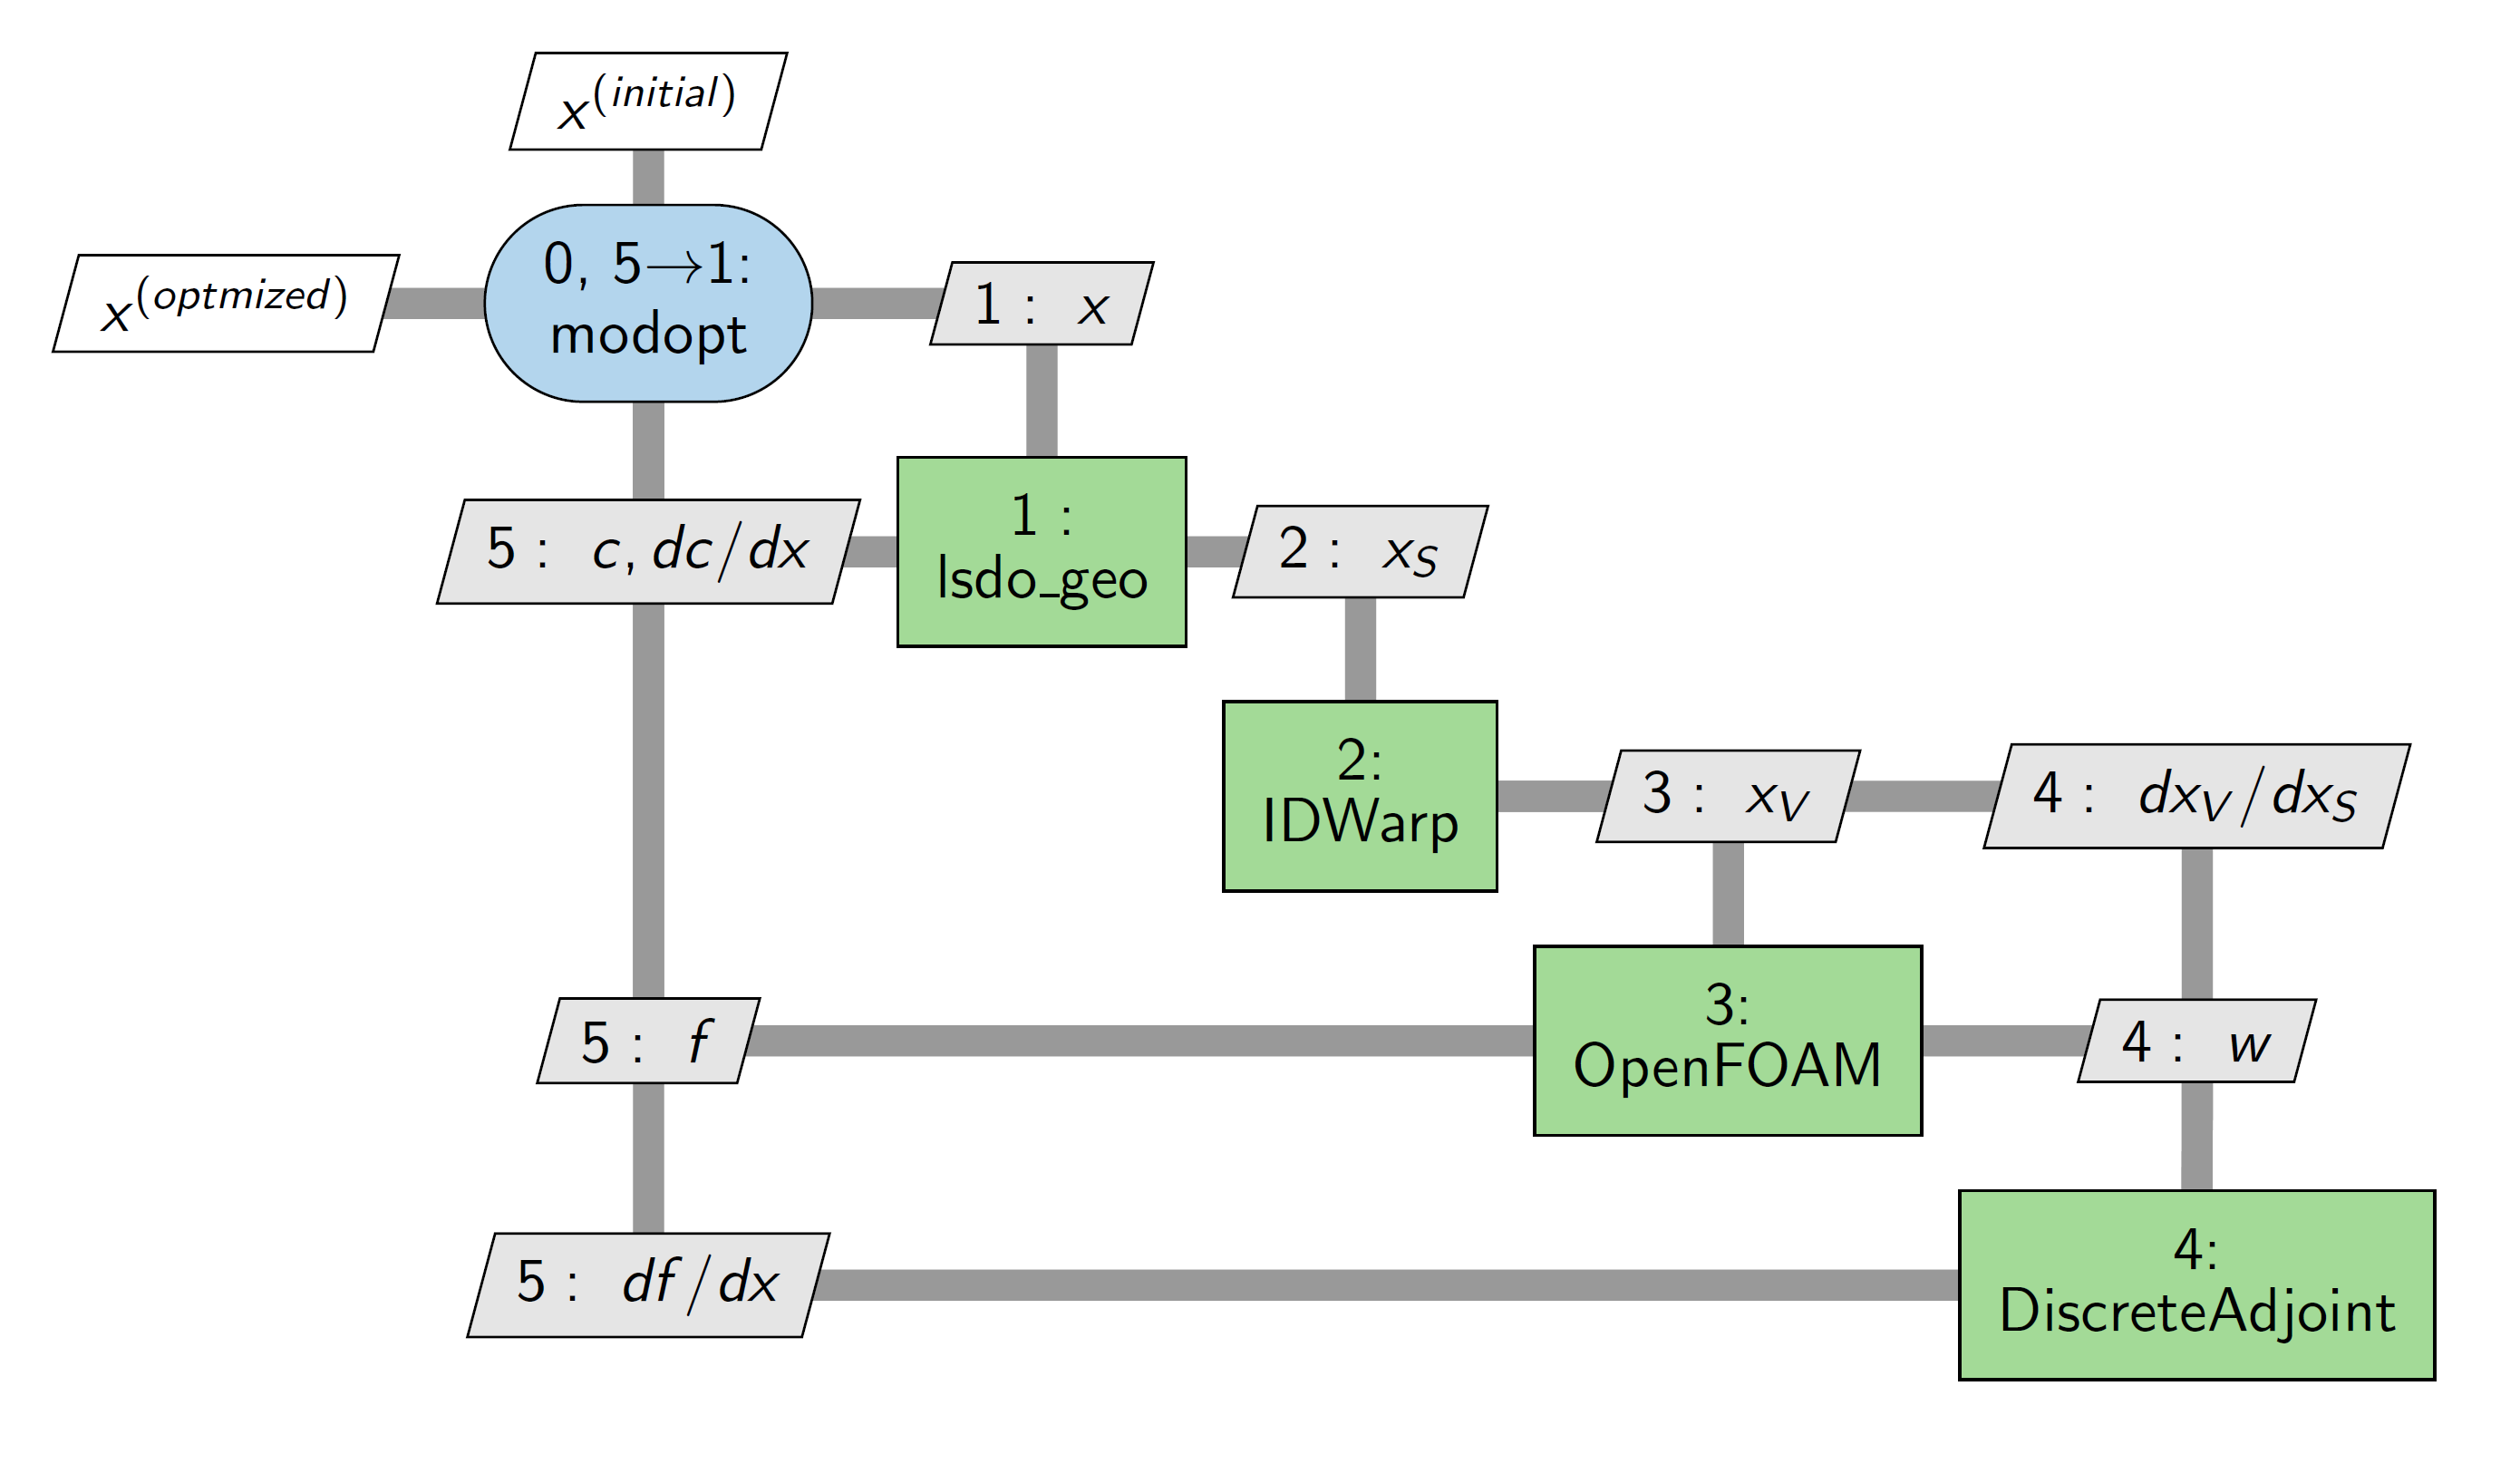 x^(initial)
x^(optmized)
0, 5→1:
modopt
1 : x
5 : c, dc/dx
1 :
lsdo_geo
2 : x_S
2:
IDWarp
3 : x_V
4 : dx_V/dx_S
5 : f
3:
OpenFOAM
4 : w
5 : df/dx
4:
DiscreteAdjoint